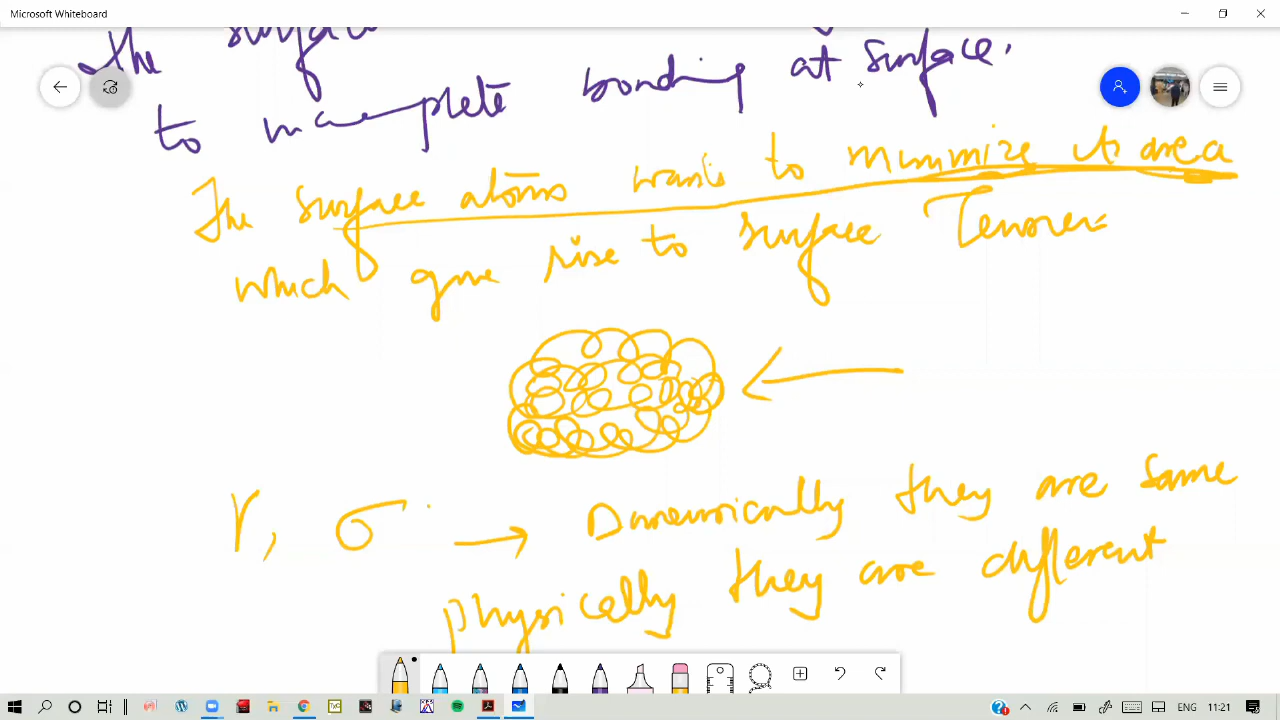 Microsoft Whiteboard
the surface
to incomplete bonding at surface.
The surface atoms wants to minimize its area
which give rise to surface Tension
γ, σ → Dimensionally they are same
physically they are different
ENG 11:21